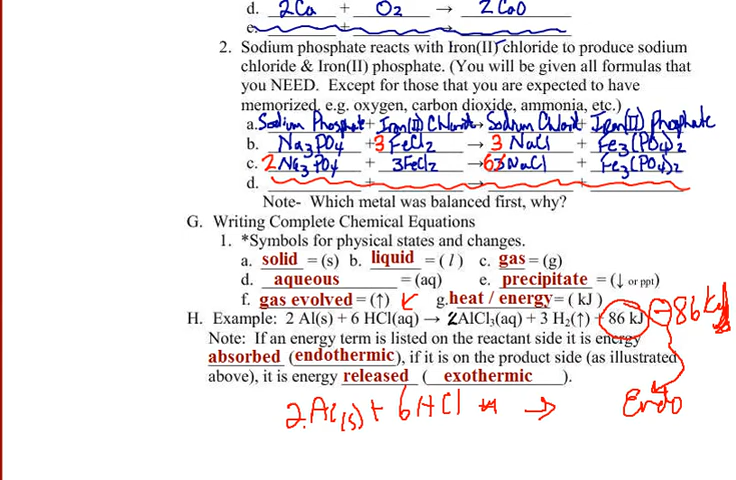 d. 2Ca + O2 → 2CaO
e. +
2. Sodium phosphate reacts with Iron(II) chloride to produce sodium
chloride & Iron(II) phosphate. (You will be given all formulas that
you NEED. Except for those that you are expected to have
memorized, e.g. oxygen, carbon dioxide, ammonia, etc.)
a. Sodium Phosphate + Iron(II) Chloride → Sodium Chlorid + Iron(II) Phosphate
b. Na3PO4 + 3 FeCl2 → 3 NaCl + Fe3(PO4)2
c. 2Na3PO4 + 3FeCl2 → 63NaCl + Fe3(PO4)2
d. + → +
Note- Which metal was balanced first, why?
G. Writing Complete Chemical Equations
1. *Symbols for physical states and changes.
a. solid = (s) b. liquid = (l) c. gas = (g)
d. aqueous = (aq) e. precipitate = (↓ or ppt)
f. gas evolved = (↑) g. heat / energy = ( kJ )
H. Example: 2 Al(s) + 6 HCl(aq) → 2AlCl3(aq) + 3 H2(↑) + 86 kJ -86 kJ
Note: If an energy term is listed on the reactant side it is energy
absorbed (endothermic), if it is on the product side (as illustrated
above), it is energy released ( exothermic ).
2Al(s) + 6HCl → Endo